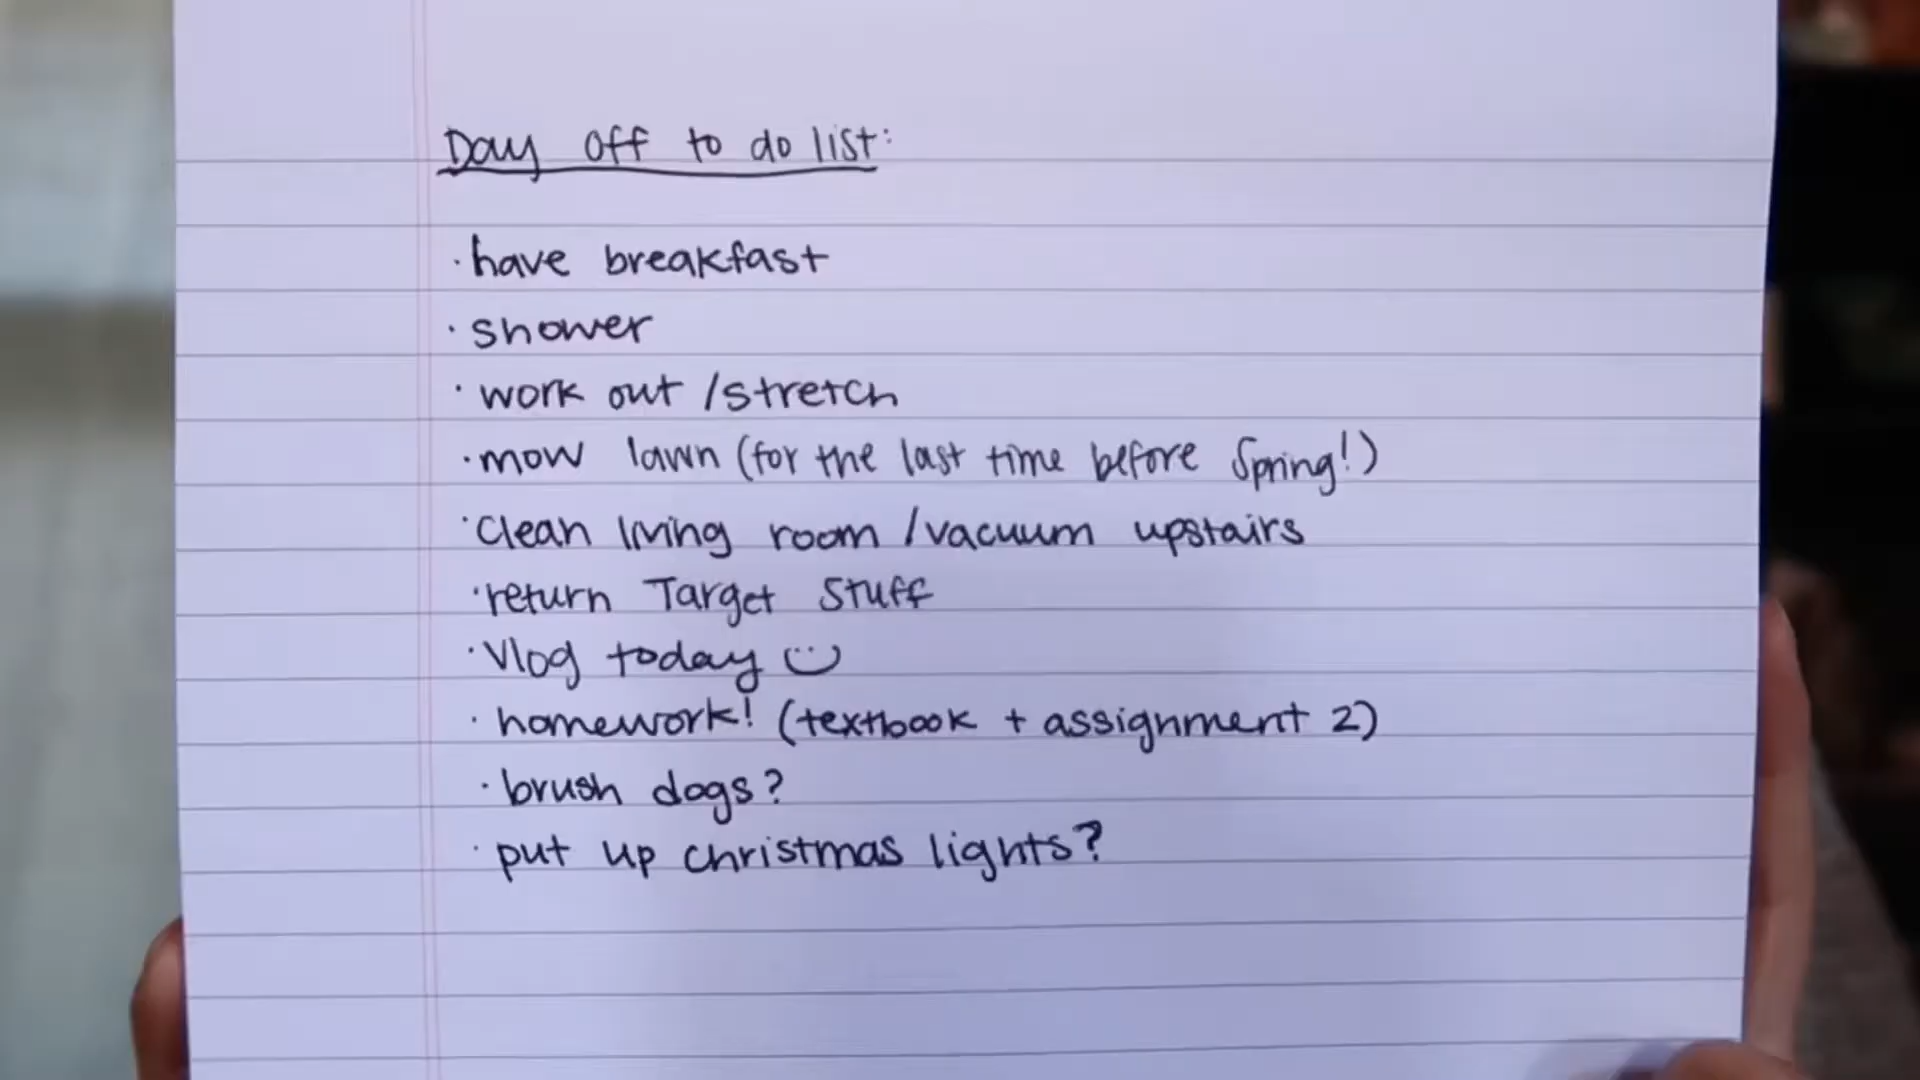 Day off to do list:
· have breakfast
· shower
· work out / stretch
· mow lawn (for the last time before Spring!)
· Clean living room / vacuum upstairs
· return Target Stuff
· Vlog today :)
· homework! (textbook + assignment 2)
· brush dogs?
· put up christmas lights?